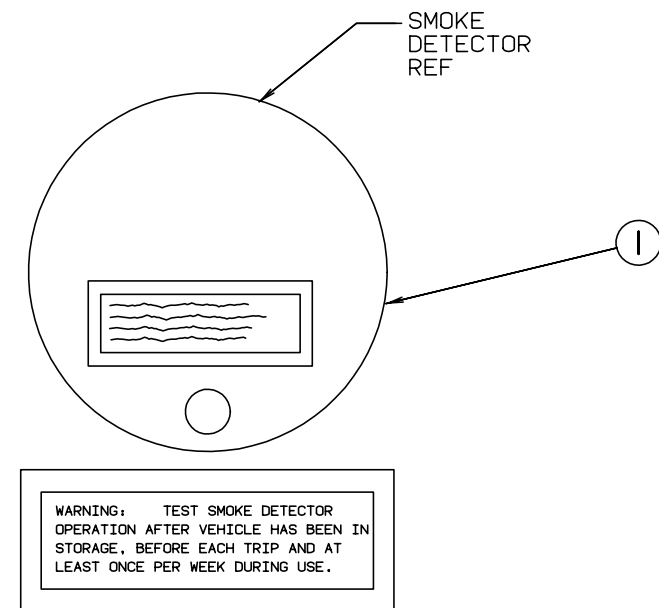 SMOKE
DETECTOR
REF
1
WARNING: TEST SMOKE DETECTOR
OPERATION AFTER VEHICLE HAS BEEN IN
STORAGE, BEFORE EACH TRIP AND AT
LEAST ONCE PER WEEK DURING USE.